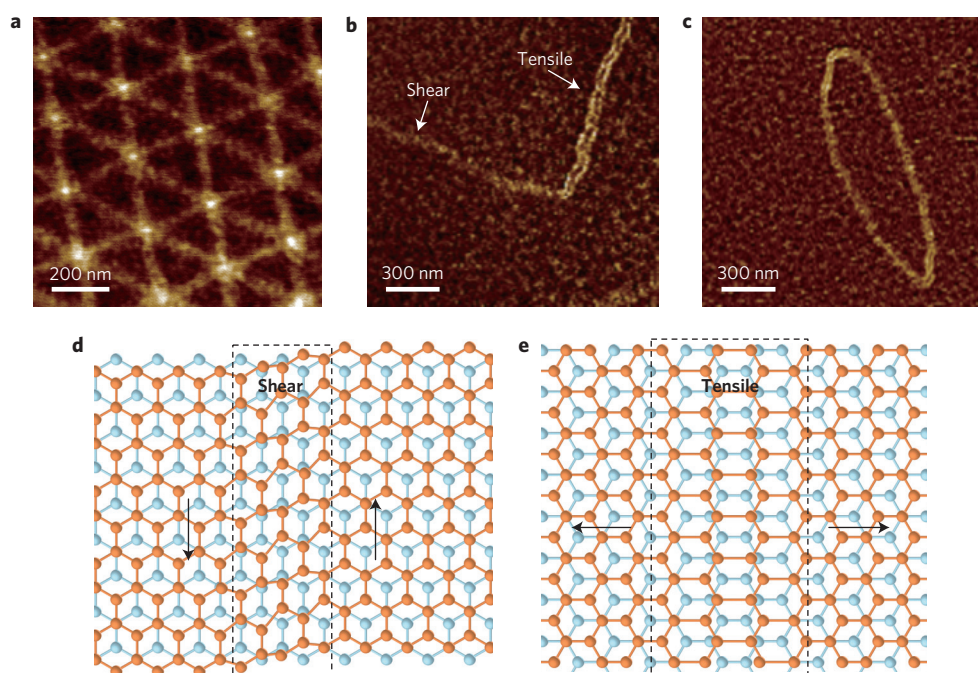 a
b
c
Tensile
Shear
200 nm
300 nm
300 nm
d
e
Shear
Tensile